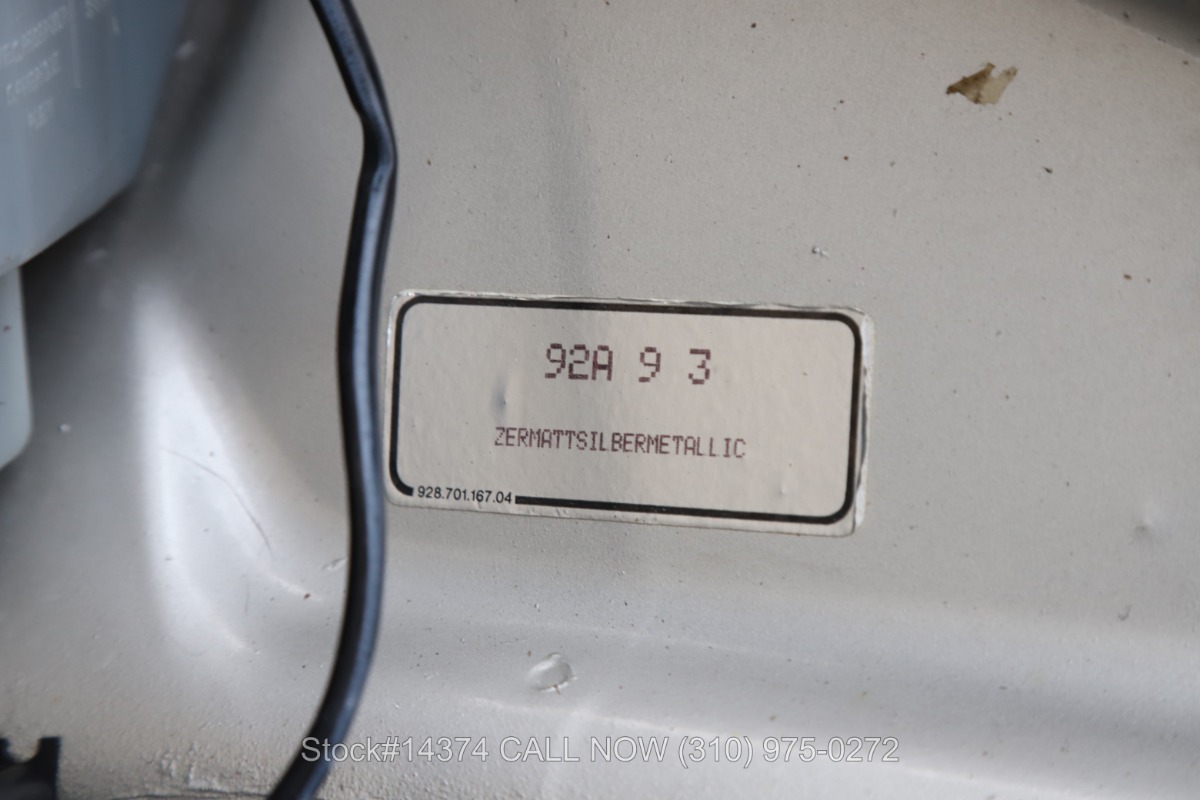 92A 9 3
ZERMATTSILBERMETALLIC
928.701.167.04
Stock#14374 CALL NOW (310) 975-0272